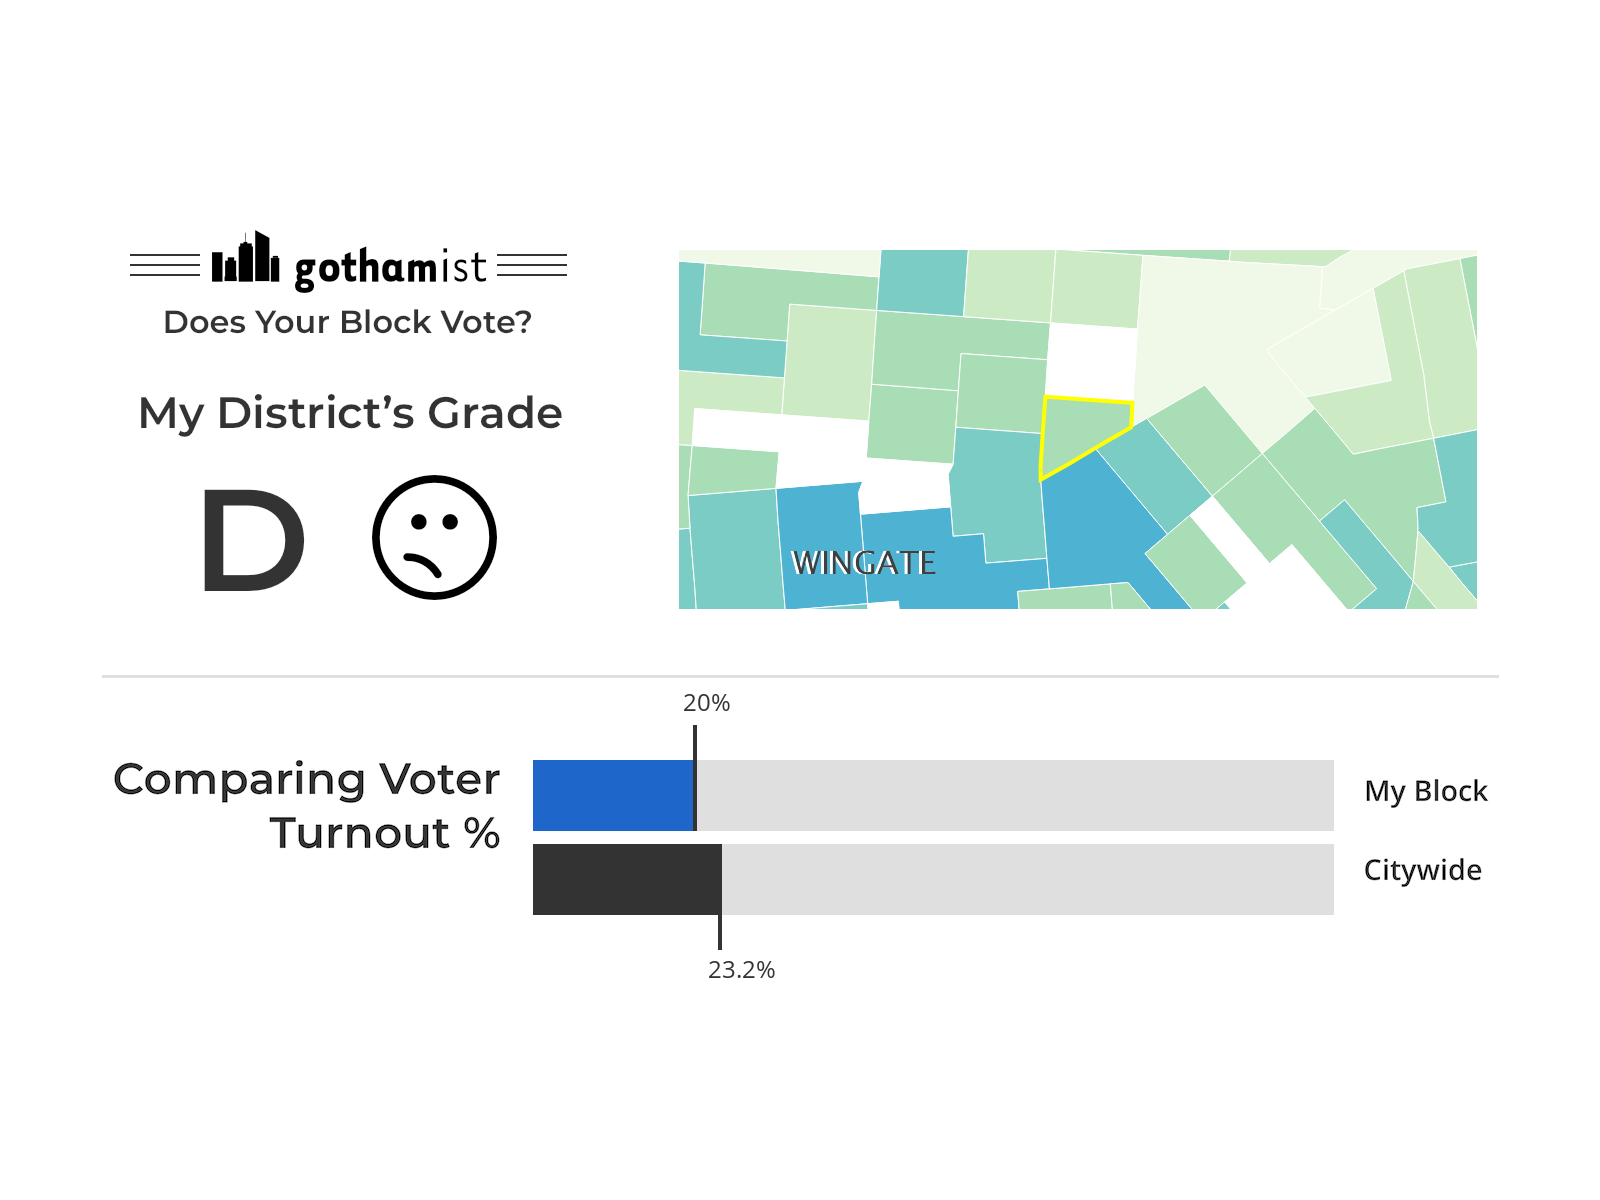 gothamist
Does Your Block Vote?
My District’s Grade
D
WINGATE
20%
Comparing Voter
Turnout %
My Block
Citywide
23.2%